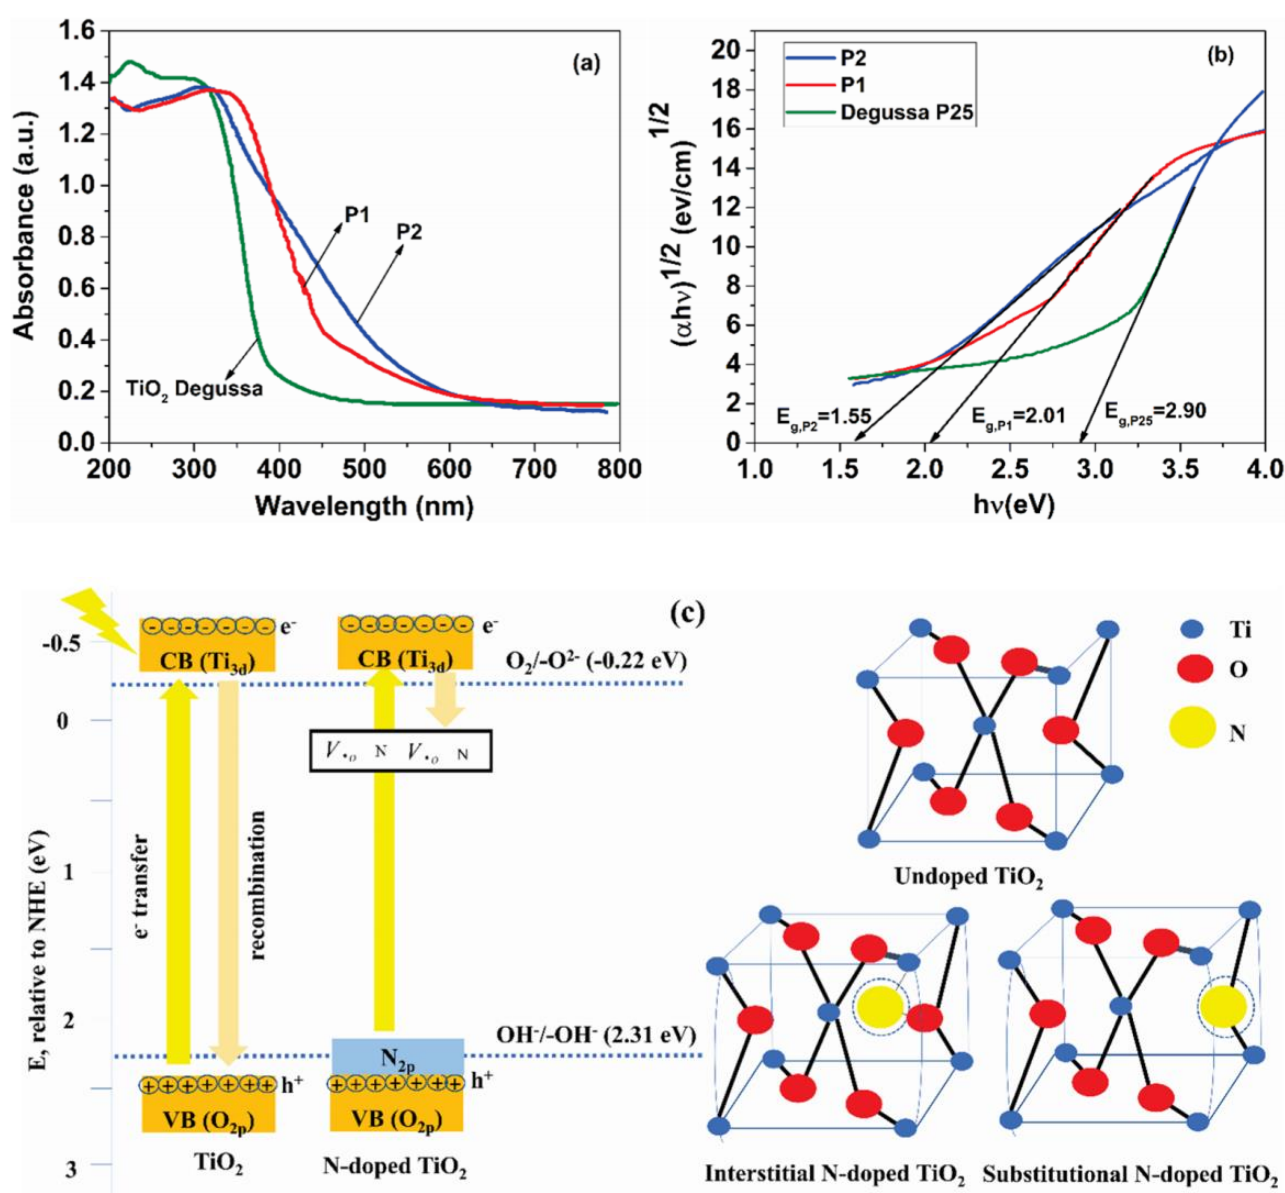 (a)
Absorbance (a.u.)
1.6
1.4
1.2
1.0
0.8
0.6
0.4
0.2
0.0
P1
P2
TiO₂ Degussa
200 300 400 500 600 700 800
Wavelength (nm)
(b)
(αhν)^1/2 (ev/cm)^1/2
20
18
16
14
12
10
8
6
4
2
0
P2
P1
Degussa P25
E_g,P2=1.55
E_g,P1=2.01
E_g,P25=2.90
1.0 1.5 2.0 2.5 3.0 3.5 4.0
hν(eV)
(c)
E, relative to NHE (eV)
-0.5
0
1
2
3
e⁻
CB (Ti₃d)
e⁻
CB (Ti₃d)
O₂/-O²⁻ (-0.22 eV)
V•ₒ N V•ₒ N
e⁻ transfer
recombination
OH⁻/-OH⁻ (2.31 eV)
N₂p
h⁺
h⁺
VB (O₂p)
VB (O₂p)
TiO₂
N-doped TiO₂
Ti
O
N
Undoped TiO₂
Interstitial N-doped TiO₂
Substitutional N-doped TiO₂